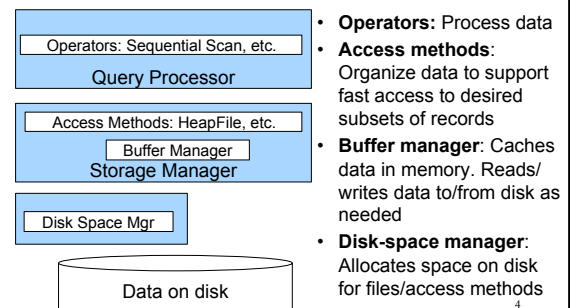 Operators: Sequential Scan, etc.
Query Processor
Access Methods: HeapFile, etc.
Buffer Manager
Storage Manager
Disk Space Mgr
Data on disk
• Operators: Process data
• Access methods:
Organize data to support
fast access to desired
subsets of records
• Buffer manager: Caches
data in memory. Reads/
writes data to/from disk as
needed
• Disk-space manager:
Allocates space on disk
for files/access methods
4